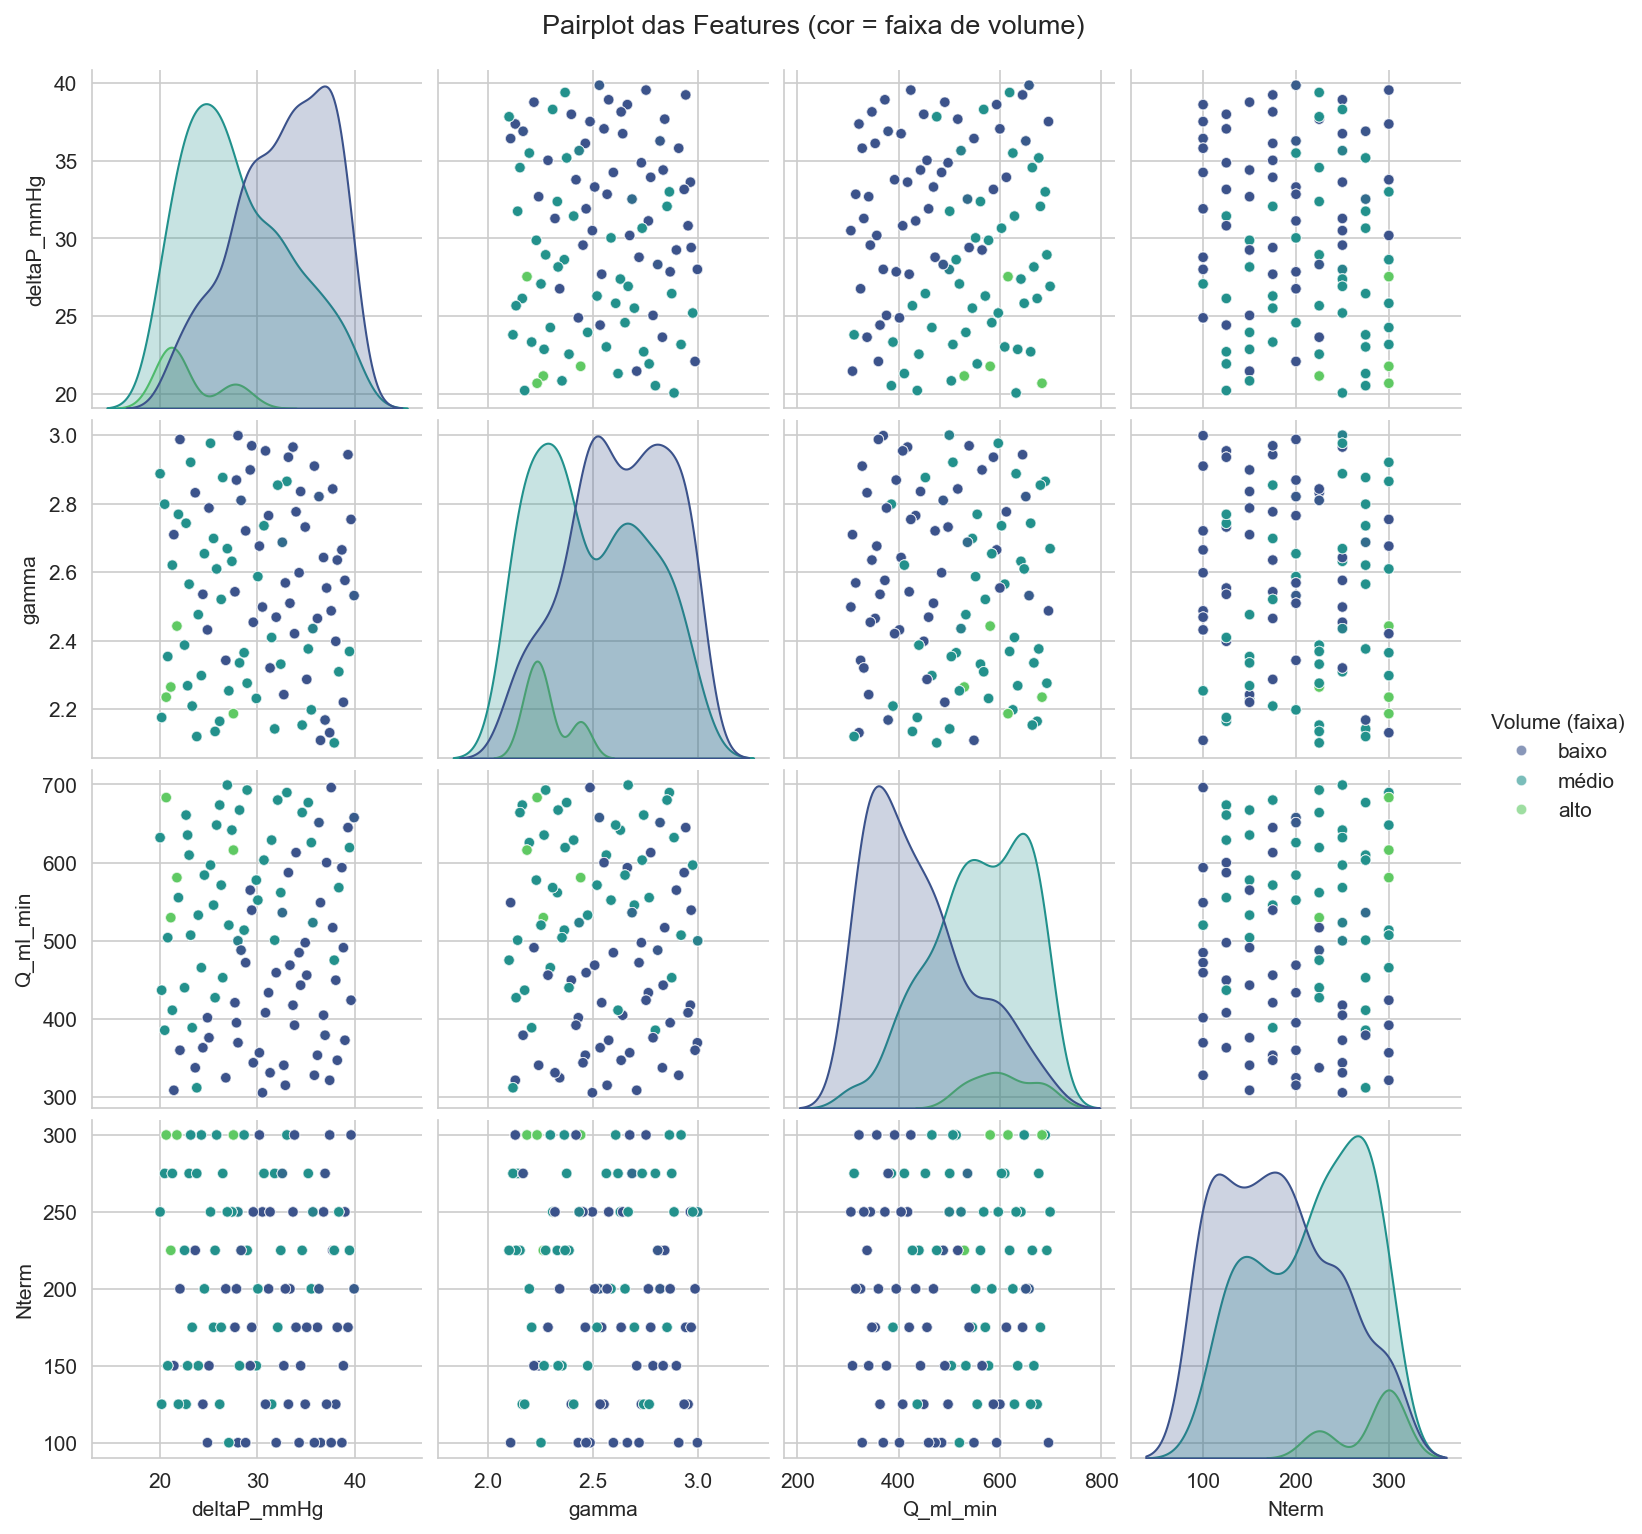 Pairplot das Features (cor = faixa de volume)
deltaP_mmHg
40
35
30
25
20
gamma
3.0
2.8
2.6
2.4
2.2
Volume (faixa)
baixo
médio
alto
Q_ml_min
700
600
500
400
300
Nterm
300
250
200
150
100
20 30 40 2.0 2.5 3.0 200 400 600 800 100 200 300
deltaP_mmHg gamma Q_ml_min Nterm